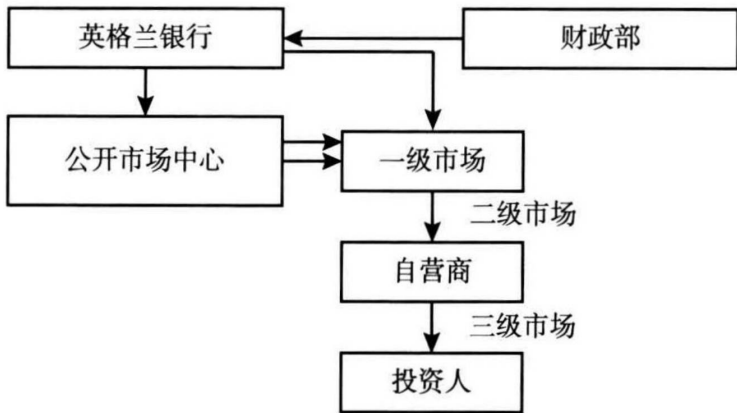 英格兰银行
财政部
公开市场中心
一级市场
二级市场
自营商
三级市场
投资人